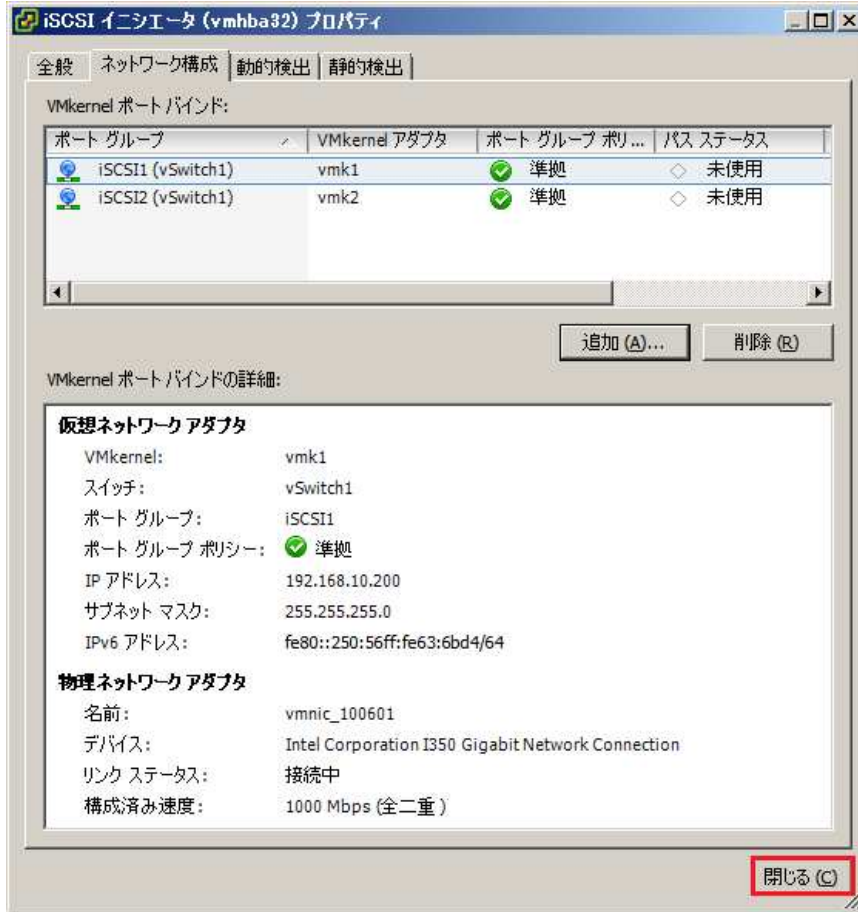 iSCSI イニシエータ (vmhba32) プロパティ
全般 ネットワーク構成 動的検出 静的検出
VMkernel ポート バインド:
ポート グループ VMkernel アダプタ ポート グループ ポリ... パス ステータス
iSCSI1 (vSwitch1) vmk1 準拠 ◇ 未使用
iSCSI2 (vSwitch1) vmk2 準拠 ◇ 未使用
追加 (A)... 削除 (R)
VMkernel ポート バインドの詳細:
仮想ネットワーク アダプタ
VMkernel: vmk1
スイッチ: vSwitch1
ポート グループ: iSCSI1
ポート グループ ポリシー: 準拠
IP アドレス: 192.168.10.200
サブネット マスク: 255.255.255.0
IPv6 アドレス: fe80::250:56ff:fe63:6bd4/64
物理ネットワーク アダプタ
名前: vmnic_100601
デバイス: Intel Corporation I350 Gigabit Network Connection
リンク ステータス: 接続中
構成済み速度: 1000 Mbps (全二重 )
閉じる (C)